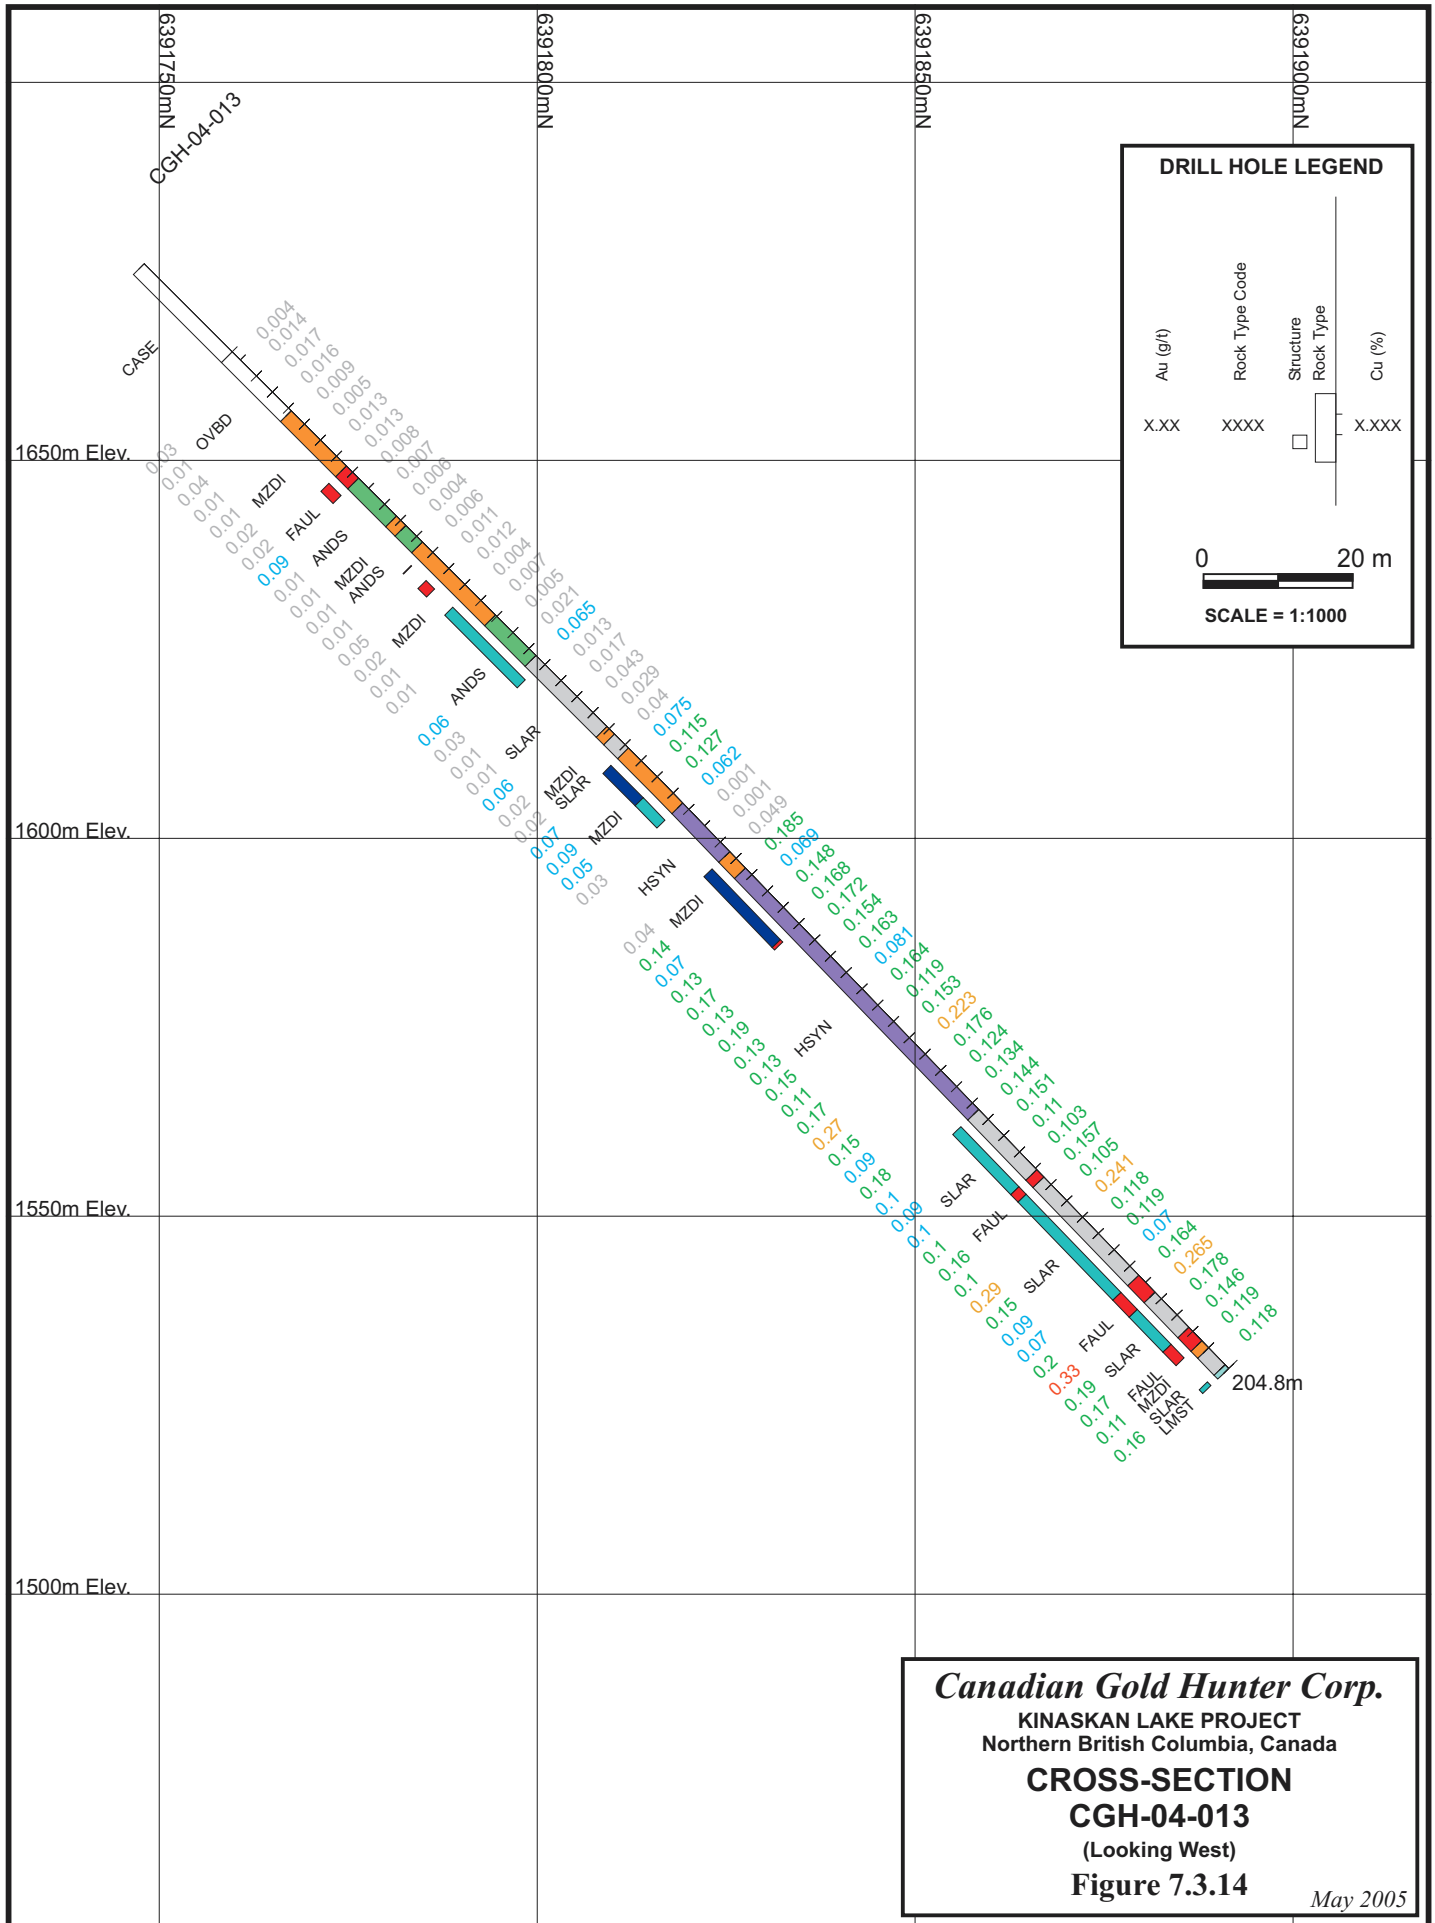 6391750mN
6391800mN
6391850mN
6391900mN
CGH-04-013
DRILL HOLE LEGEND
Au (g/t)
Rock Type Code
Structure
Rock Type
Cu (%)
X.XX
XXXX
X.XXX
0 20 m
SCALE = 1:1000
1650m Elev.
1600m Elev.
1550m Elev.
1500m Elev.
0.004
0.014
0.017
0.016
0.009
0.005
0.013
0.013
0.008
0.007
0.006
0.004
0.006
0.011
0.012
0.004
0.007
0.005
0.021
0.065
0.013
0.017
0.043
0.029
0.04
0.075
0.115
0.127
0.062
0.001
0.001
0.049
0.185
0.069
0.148
0.168
0.172
0.154
0.163
0.081
0.164
0.119
0.153
0.223
0.176
0.124
0.134
0.144
0.151
0.11
0.103
0.157
0.105
0.241
0.118
0.119
0.07
0.164
0.265
0.178
0.146
0.119
0.118
CASE
OVBD
MZDI
FAUL
ANDS
MZDI
ANDS
MZDI
ANDS
SLAR
MZDI
SLAR
MZDI
HSYN
MZDI
HSYN
SLAR
FAUL
SLAR
FAUL
SLAR
FAUL
MZDI
SLAR
LMST
204.8m
0.03
0.01
0.04
0.01
0.01
0.02
0.02
0.09
0.01
0.01
0.01
0.01
0.05
0.02
0.01
0.01
0.06
0.03
0.01
0.01
0.06
0.02
0.02
0.07
0.09
0.05
0.03
0.04
0.14
0.07
0.13
0.17
0.13
0.19
0.13
0.13
0.15
0.11
0.17
0.27
0.15
0.09
0.18
0.1
0.09
0.1
0.1
0.16
0.1
0.29
0.15
0.09
0.07
0.2
0.33
0.19
0.17
0.11
0.16
Canadian Gold Hunter Corp.
KINASKAN LAKE PROJECT
Northern British Columbia, Canada
CROSS-SECTION
CGH-04-013
(Looking West)
Figure 7.3.14
May 2005